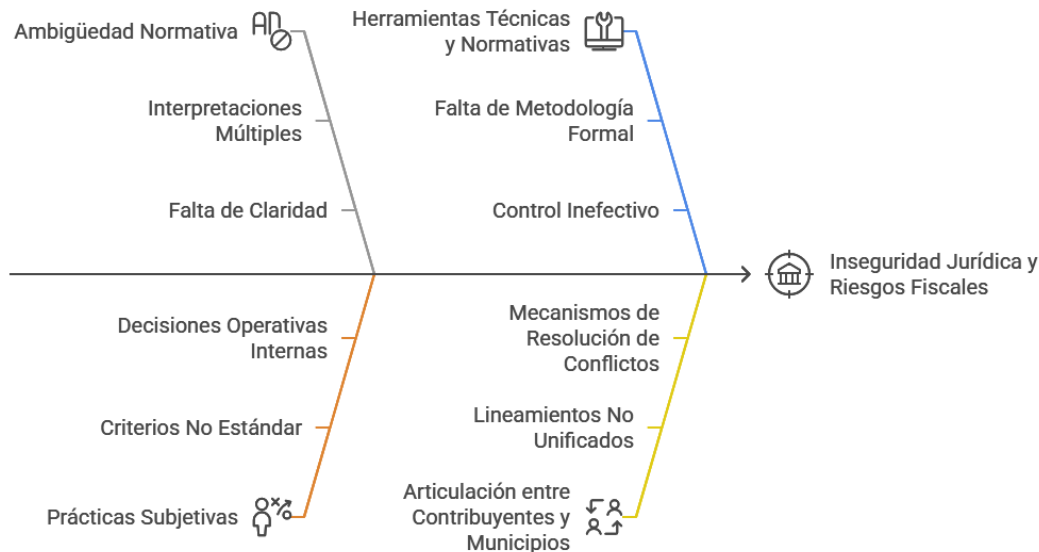 Ambigüedad Normativa
Interpretaciones
Múltiples
Falta de Claridad
Herramientas Técnicas
y Normativas
Falta de Metodología
Formal
Control Inefectivo
Inseguridad Jurídica y
Riesgos Fiscales
Decisiones Operativas
Internas
Criterios No Estándar
Prácticas Subjetivas
Mecanismos de
Resolución de
Conflictos
Lineamientos No
Unificados
Articulación entre
Contribuyentes y
Municipios